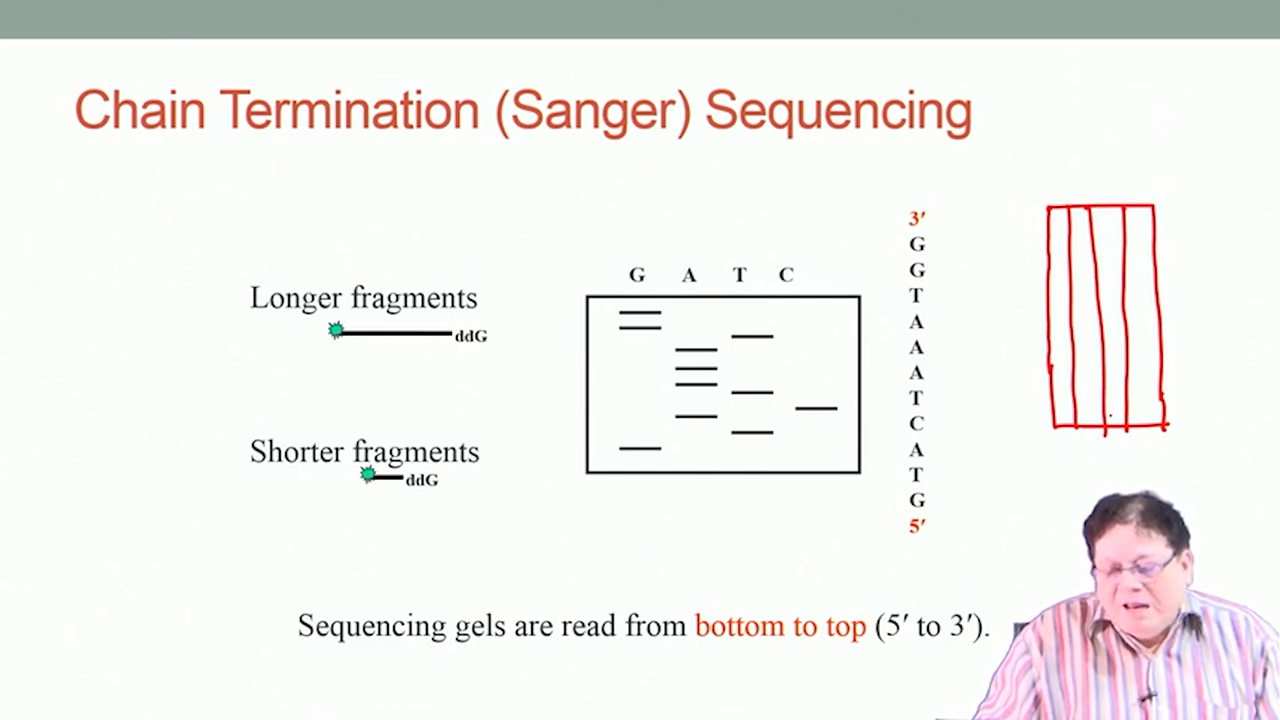 Chain Termination (Sanger) Sequencing
Longer fragments
ddG
Shorter fragments
ddG
G A T C
3′
G
G
T
A
A
A
T
C
A
T
G
5′
Sequencing gels are read from bottom to top (5′ to 3′).